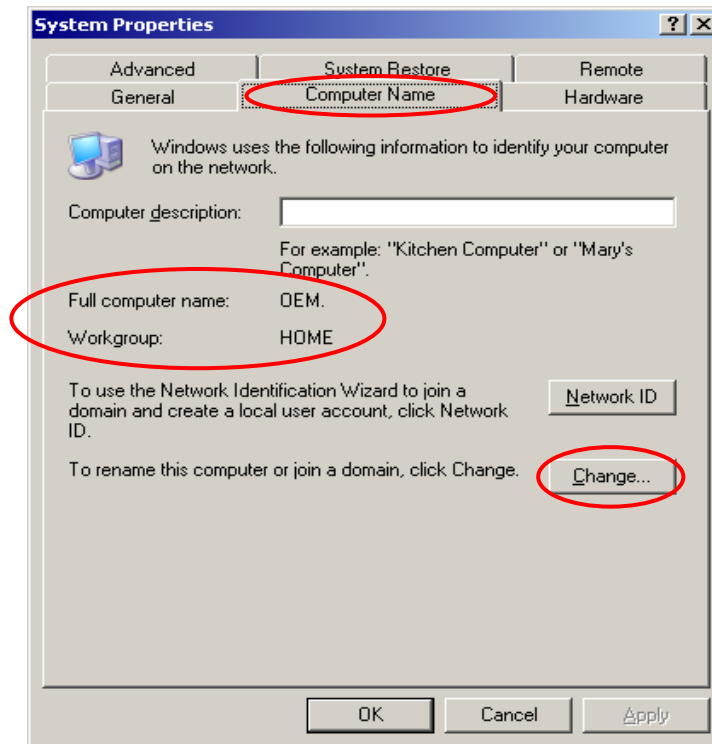 System Properties
Advanced System Restore Remote
General Computer Name Hardware
Windows uses the following information to identify your computer
on the network.
Computer description:
For example: "Kitchen Computer" or "Mary's
Computer".
Full computer name: OEM.
Workgroup: HOME
To use the Network Identification Wizard to join a
domain and create a local user account, click Network
ID.
Network ID
To rename this computer or join a domain, click Change.
Change...
OK Cancel Apply